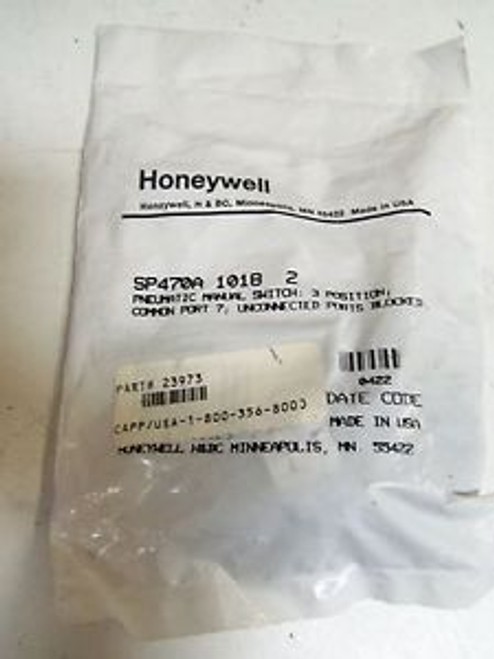 Honeywell
Honeywell, H & BC, Minneapolis, MN 55422 Made in USA
SP470A 1018 2
PNEUMATIC MANUAL SWITCH: 3 POSITION;
COMMON PORT 7; UNCONNECTED PORTS BLOCKED
PART# 23973
CAPP/USA-1-800-356-8000
0422
DATE CODE
MADE IN USA
HONEYWELL H&BC MINNEAPOLIS, MN 55422